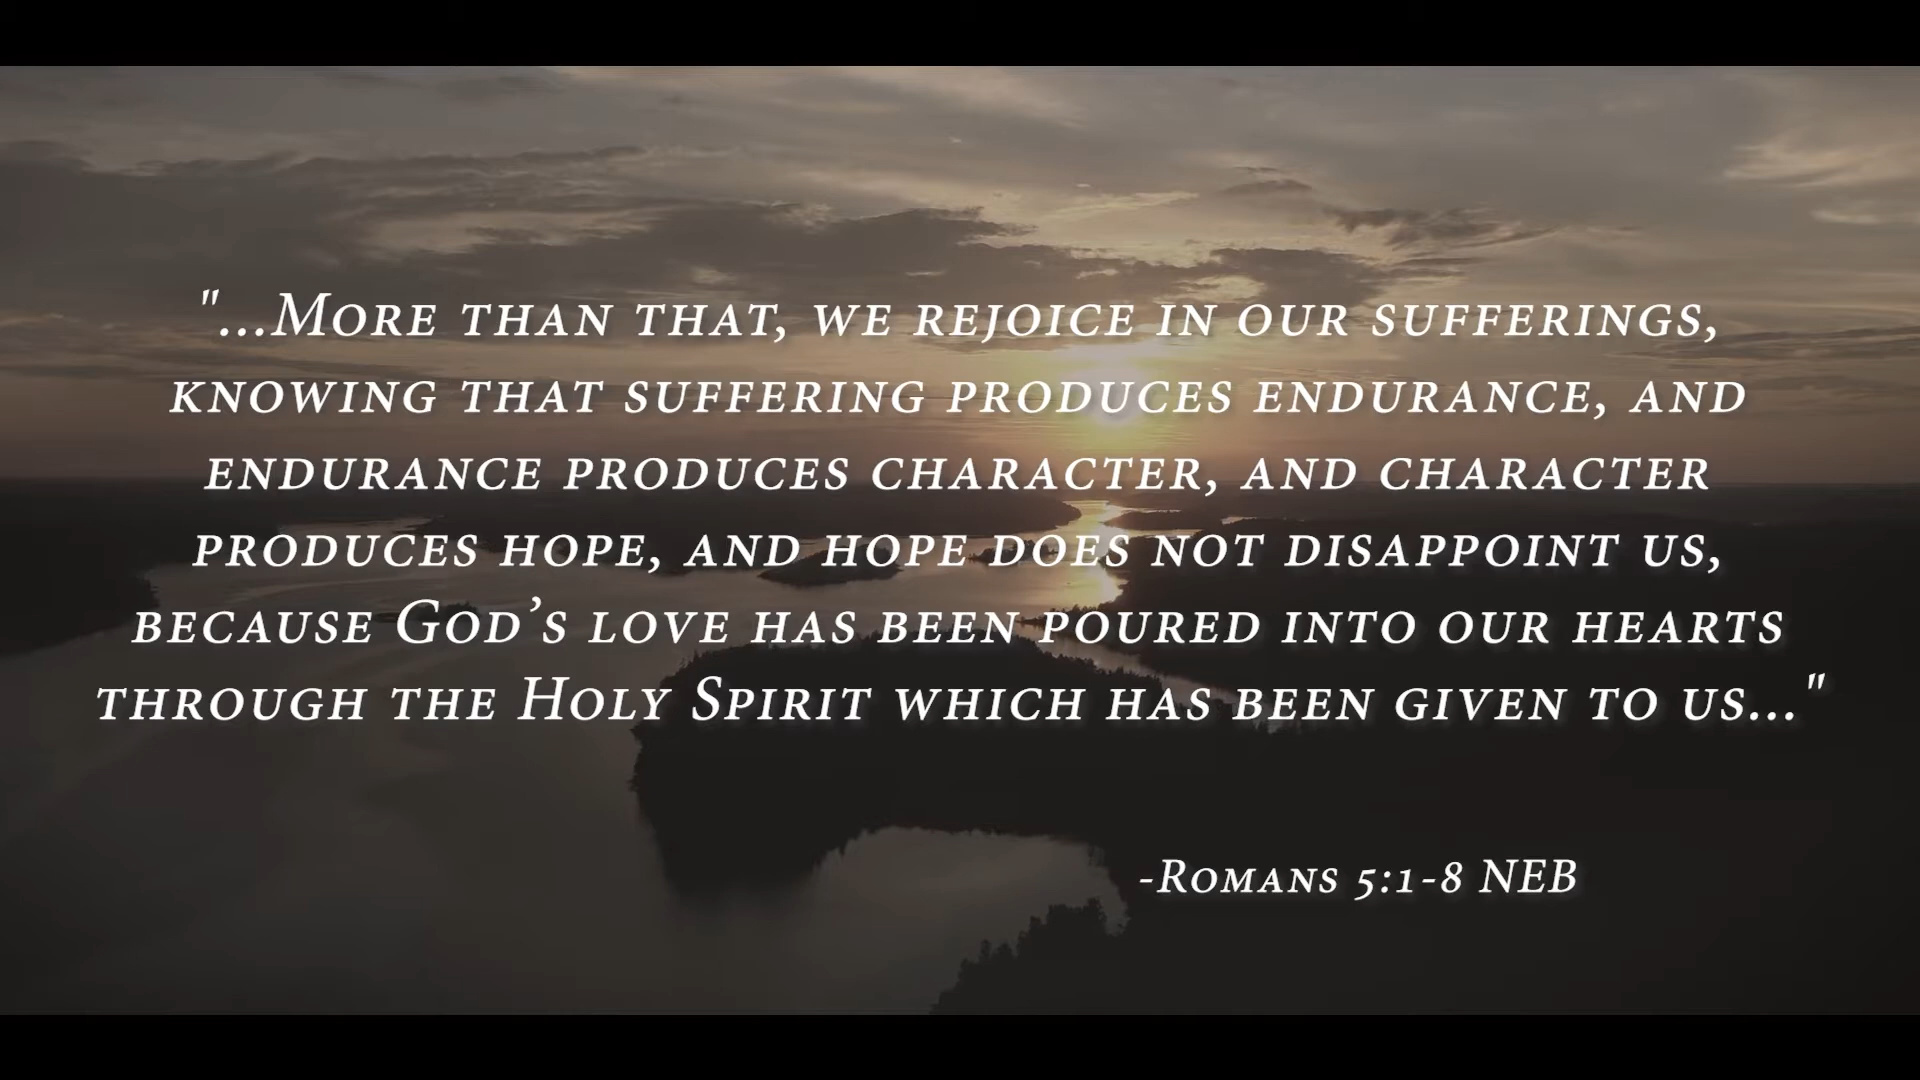 "...More than that, we rejoice in our sufferings,
knowing that suffering produces endurance, and
endurance produces character, and character
produces hope, and hope does not disappoint us,
because God’s love has been poured into our hearts
through the Holy Spirit which has been given to us..."
-Romans 5:1-8 NEB